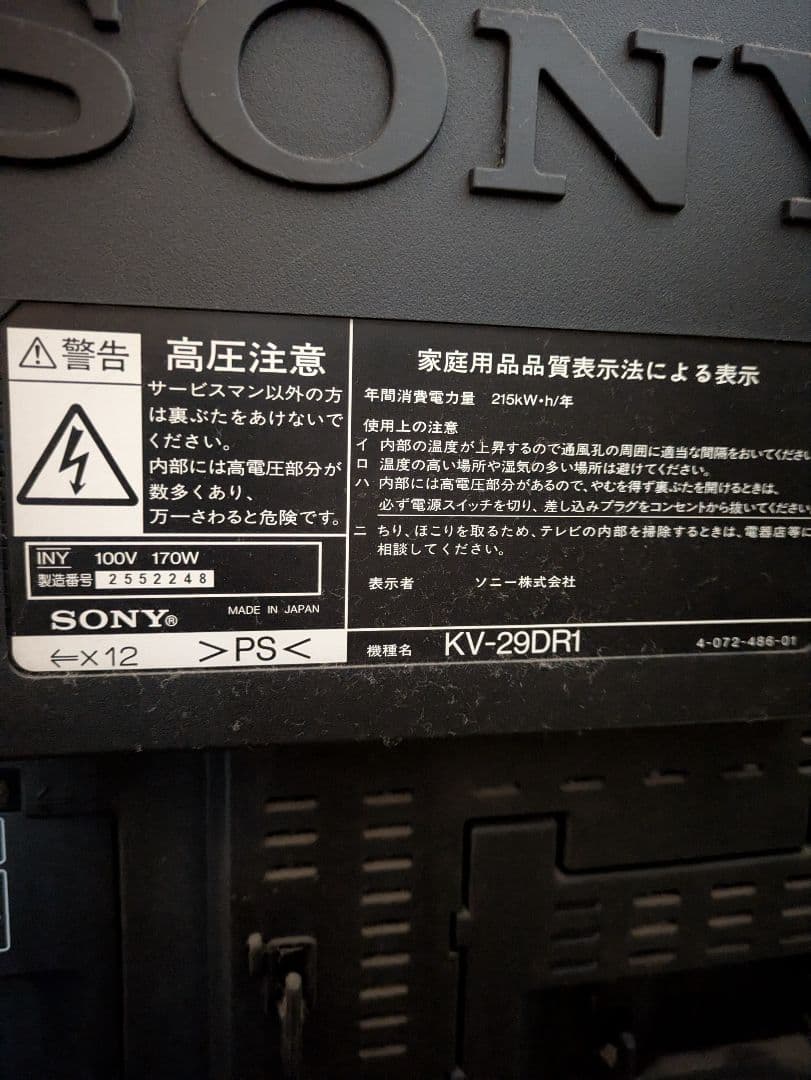 SONY
警告
高圧注意
サービスマン以外の方
は裏ぶたをあけないで
ください。
内部には高電圧部分が
数多くあり、
万一さわると危険です。
INY 100V 170W
製造番号 2552248
SONY® MADE IN JAPAN
⇐×12 >PS<
家庭用品品質表示法による表示
年間消費電力量 215kW・h/年
使用上の注意
イ 内部の温度が上昇するので通風孔の周囲に適当な間隔をおいてください
ロ 温度の高い場所や湿気の多い場所は避けてください。
ハ 内部には高電圧部分があるので、やむを得ず裏ぶたを開けるときは、
必ず電源スイッチを切り、差し込みプラグをコンセントから抜いてください
ニ ちり、ほこりを取るため、テレビの内部を掃除するときは、電器店等に
相談してください。
表示者 ソニー株式会社
機種名 KV-29DR1 4-072-486-01